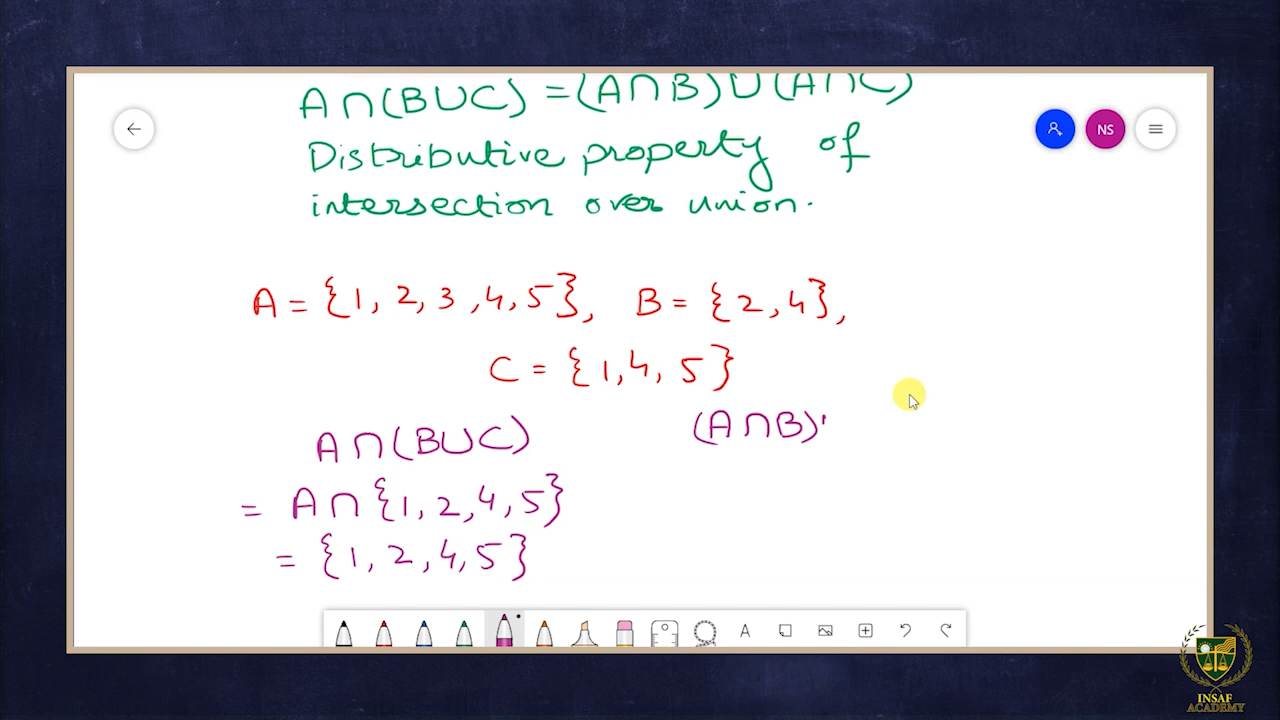 A∩(B∪C) = (A∩B)∪(A∩C)
NS
Distributive property of
intersection over union.
A = {1, 2, 3, 4, 5}, B = {2, 4},
C = {1, 4, 5}
A∩(B∪C)
(A∩B)'
= A∩{1, 2, 4, 5}
= {1, 2, 4, 5}
A
INSAF
ACADEMY